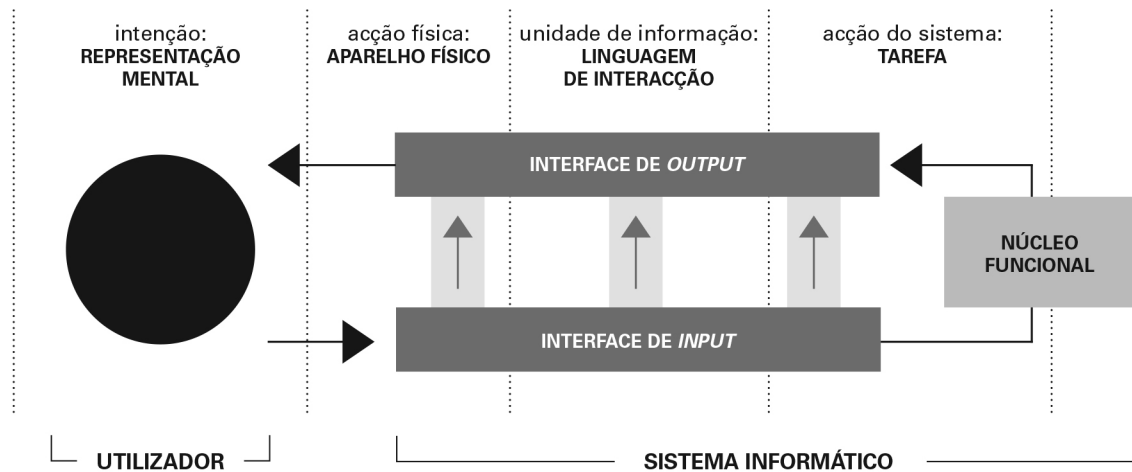 intenção:
REPRESENTAÇÃO
MENTAL
acção física:
APARELHO FÍSICO
unidade de informação:
LINGUAGEM
DE INTERACÇÃO
acção do sistema:
TAREFA
INTERFACE DE OUTPUT
NÚCLEO
FUNCIONAL
INTERFACE DE INPUT
UTILIZADOR
SISTEMA INFORMÁTICO